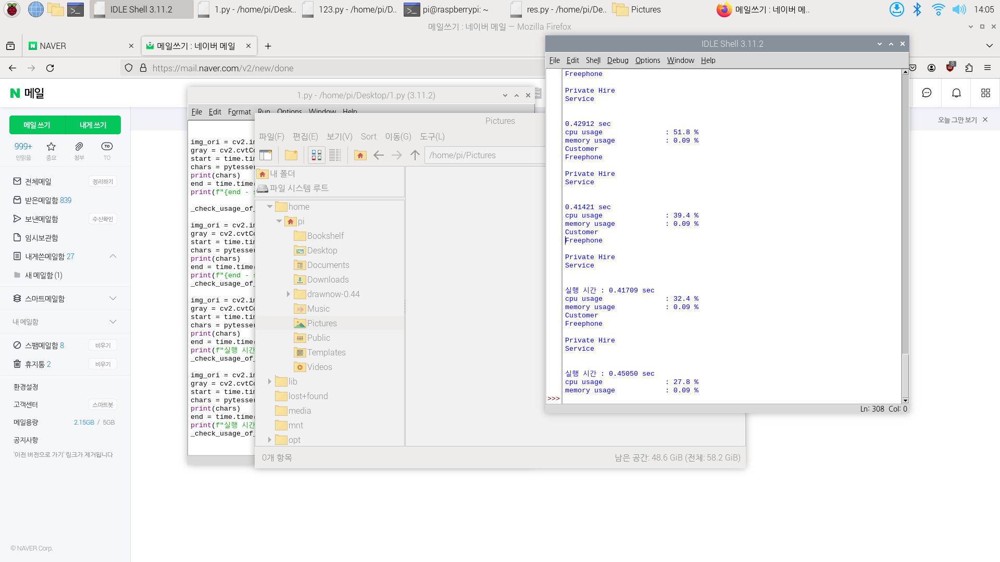 IDLE Shell 3.11.2
1.py - /home/pi/Desk..
123.py - /home/pi/D..
pi@raspberrypi: ~
res.py - /home/pi/De..
Pictures
메일쓰기 : 네이버 메..
14:05
메일쓰기 : 네이버 메일 — Mozilla Firefox
NAVER
메일쓰기 : 네이버 메일
https://mail.naver.com/v2/new/done
8
N 메일
오늘 그만 보기
메일 쓰기
내게 쓰기
999+
안읽음
중요
첨부
TO
TO
전체메일
정리하기
받은메일함 839
보낸메일함
수신확인
임시보관함
내게쓴메일함 27
새 메일함 (1)
스마트메일함
내 메일함
스팸메일함 8
비우기
휴지통 2
비우기
환경설정
고객센터
스마트봇
메일용량
2.15GB / 5GB
공지사항
'이전 버전으로 가기' 링크가 제거됩니다
© NAVER Corp.
1.py - /home/pi/Desktop/1.py (3.11.2)
File Edit Format Run Options Window Help
img_ori = cv2.i
gray = cv2.cvtC
start = time.ti
chars = pytesse
print(chars)
end = time.time
print(f"{end -
_check_usage_of_
img_ori = cv2.i
gray = cv2.cvtC
start = time.ti
chars = pytesse
print(chars)
end = time.time
print(f"{end -
_check_usage_of_
img_ori = cv2.i
gray = cv2.cvtC
start = time.ti
chars = pytesse
print(chars)
end = time.time
print(f"실행 시간
_check_usage_of_
img_ori = cv2.i
gray = cv2.cvtC
start = time.ti
chars = pytesse
print(chars)
end = time.time
print(f"실행 시간
_check_usage_of_
Pictures
파일(F) 편집(E) 보기(V) Sort 이동(G) 도구(L)
/home/pi/Pictures
내 폴더
파일 시스템 루트
home
pi
Bookshelf
Desktop
Documents
Downloads
drawnow-0.44
Music
Pictures
Public
Templates
Videos
lib
lost+found
media
mnt
opt
0개 항목
남은 공간: 48.6 GiB (전체: 58.2 GiB)
IDLE Shell 3.11.2
File Edit Shell Debug Options Window Help
Freephone
Private Hire
Service
0.42912 sec
cpu usage : 51.8 %
memory usage : 0.09 %
Customer
Freephone
Private Hire
Service
0.41421 sec
cpu usage : 39.4 %
memory usage : 0.09 %
Customer
Freephone
Private Hire
Service
실행 시간 : 0.41709 sec
cpu usage : 32.4 %
memory usage : 0.09 %
Customer
Freephone
Private Hire
Service
실행 시간 : 0.45050 sec
cpu usage : 27.8 %
memory usage : 0.09 %
>>>
Ln: 308 Col: 0